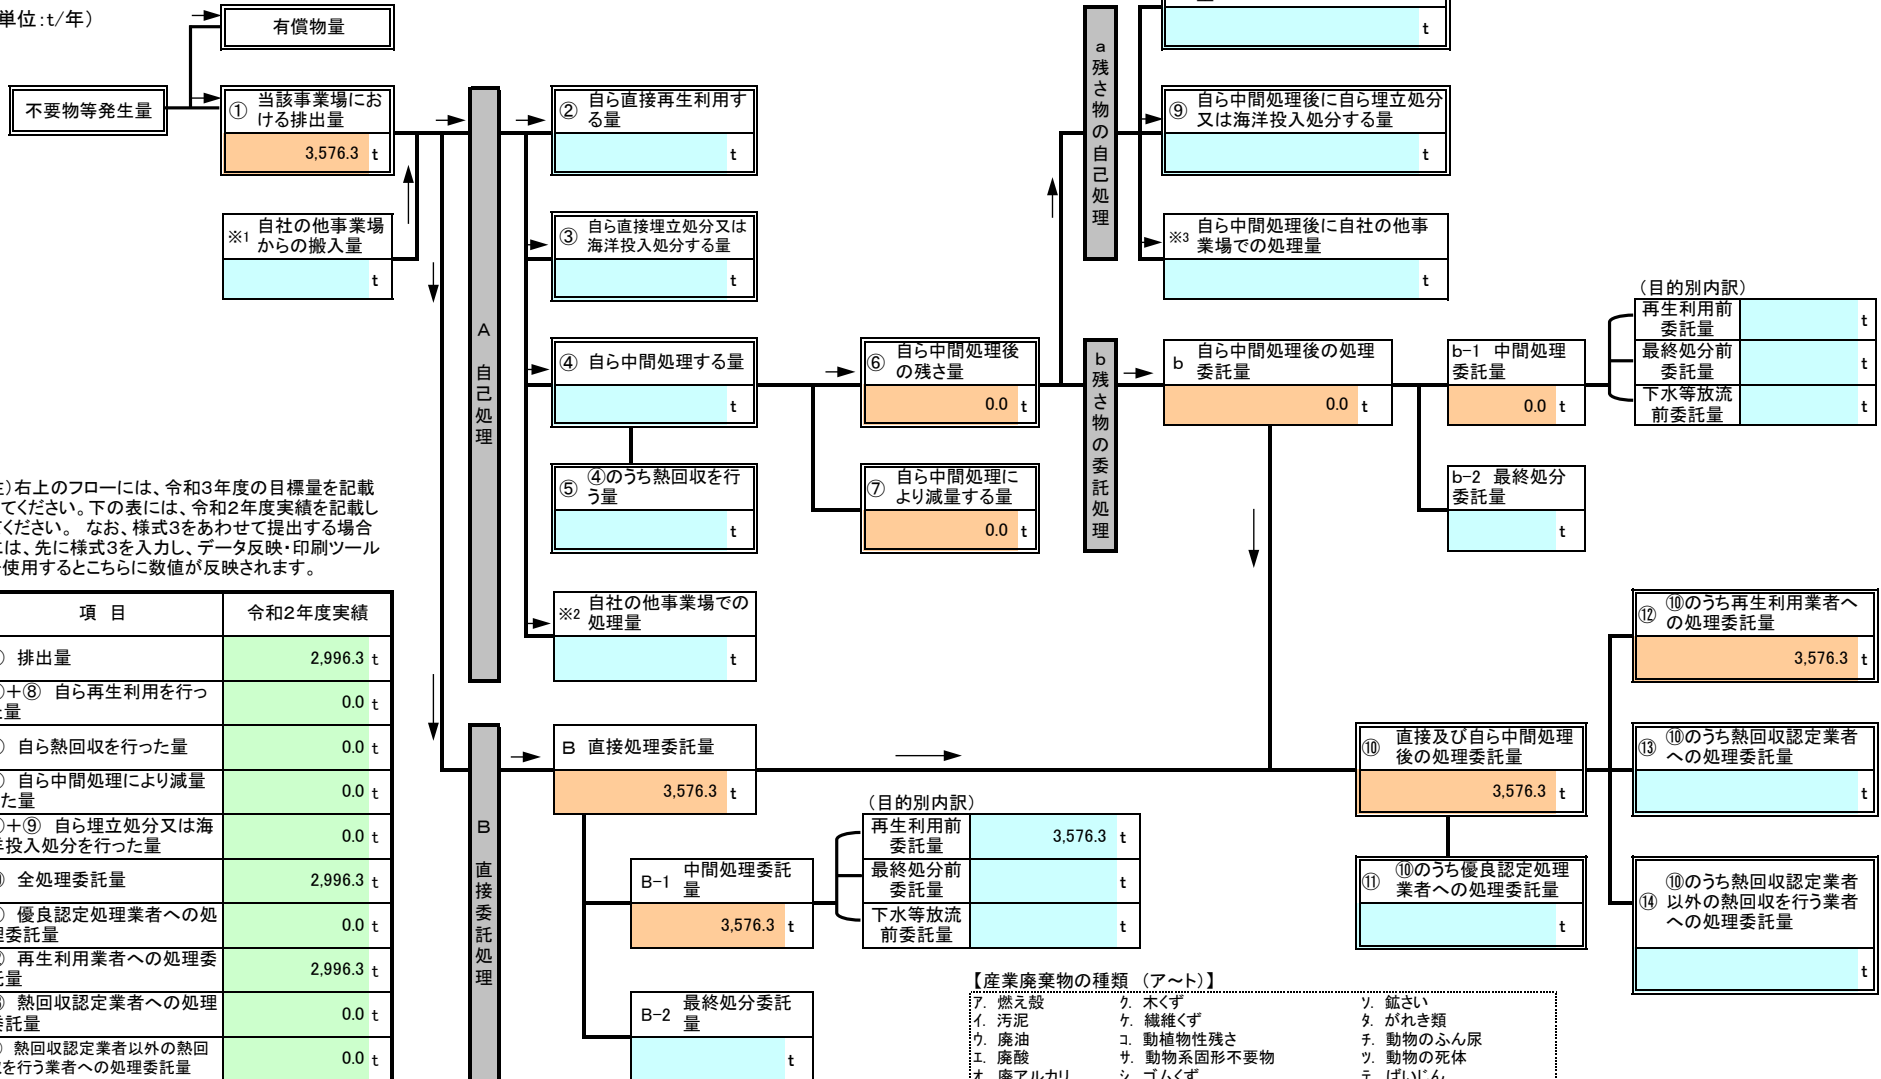 単位:t/年）
有償物量
不要物等発生量
① 当該事業場にお
ける排出量
3,576.3 t
※1 自社の他事業場
からの搬入量
t
A 自己処理
② 自ら直接再生利用す
る量
t
③ 自ら直接埋立処分又は
海洋投入処分する量
t
④ 自ら中間処理する量
t
⑤ ④のうち熱回収を行
う量
t
※2 自社の他事業場での
処理量
t
⑥ 自ら中間処理後
の残さ量
0.0 t
⑦ 自ら中間処理に
より減量する量
0.0 t
a 残さ物の自己処理
t
⑨ 自ら中間処理後に自ら埋立処分
又は海洋投入処分する量
t
※3 自ら中間処理後に自社の他事
業場での処理量
t
b 残さ物の委託処理
b 自ら中間処理後の処理
委託量
0.0 t
b-1 中間処理
委託量
0.0 t
（目的別内訳）
再生利用前
委託量 t
最終処分前
委託量 t
下水等放流
前委託量 t
b-2 最終処分
委託量
t
）右上のフローには、令和3年度の目標量を記載
てください。下の表には、令和2年度実績を記載し
ください。 なお、様式3をあわせて提出する場合
は、先に様式3を入力し、データ反映・印刷ツール
使用するとこちらに数値が反映されます。
項 目 令和2年度実績
） 排出量 2,996.3 t
）＋⑧ 自ら再生利用を行っ
量 0.0 t
） 自ら熱回収を行った量 0.0 t
） 自ら中間処理により減量
た量 0.0 t
）＋⑨ 自ら埋立処分又は海
投入処分を行った量 0.0 t
） 全処理委託量 2,996.3 t
） 優良認定処理業者への処
委託量 0.0 t
） 再生利用業者への処理委
量 2,996.3 t
） 熱回収認定業者への処理
託量 0.0 t
） 熱回収認定業者以外の熱回
を行う業者への処理委託量 0.0 t
B 直接委託処理
B 直接処理委託量
3,576.3 t
B-1 中間処理委託
量
3,576.3 t
（目的別内訳）
再生利用前
委託量 3,576.3 t
最終処分前
委託量 t
下水等放流
前委託量 t
B-2 最終処分委託
量
t
⑩ 直接及び自ら中間処理
後の処理委託量
3,576.3 t
⑪ ⑩のうち優良認定処理
業者への処理委託量
t
⑫ ⑩のうち再生利用業者へ
の処理委託量
3,576.3 t
⑬ ⑩のうち熱回収認定業者
への処理委託量
t
⑭ ⑩のうち熱回収認定業者
以外の熱回収を行う業者
への処理委託量
t
【産業廃棄物の種類 （ア～ト）】
ア. 燃え殻 ク. 木くず ソ. 鉱さい
イ. 汚泥 ケ. 繊維くず タ. がれき類
ウ. 廃油 コ. 動植物性残さ チ. 動物のふん尿
エ. 廃酸 サ. 動物系固形不要物 ツ. 動物の死体
オ. 廃アルカリ シ. ゴムくず テ. ばいじん